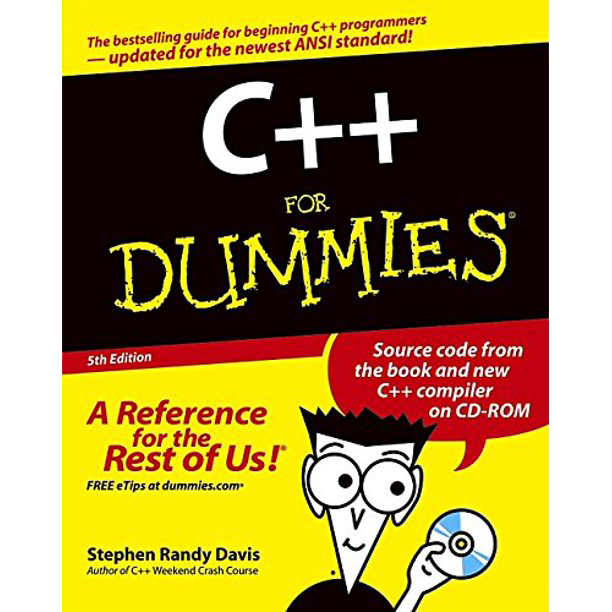 The bestselling guide for beginning C++ programmers
— updated for the newest ANSI standard!
C++
FOR
DUMMIES®
5th Edition
Source code from
the book and new
C++ compiler
on CD-ROM
A Reference
for the
Rest of Us!®
FREE eTips at dummies.com®
Stephen Randy Davis
Author of C++ Weekend Crash Course